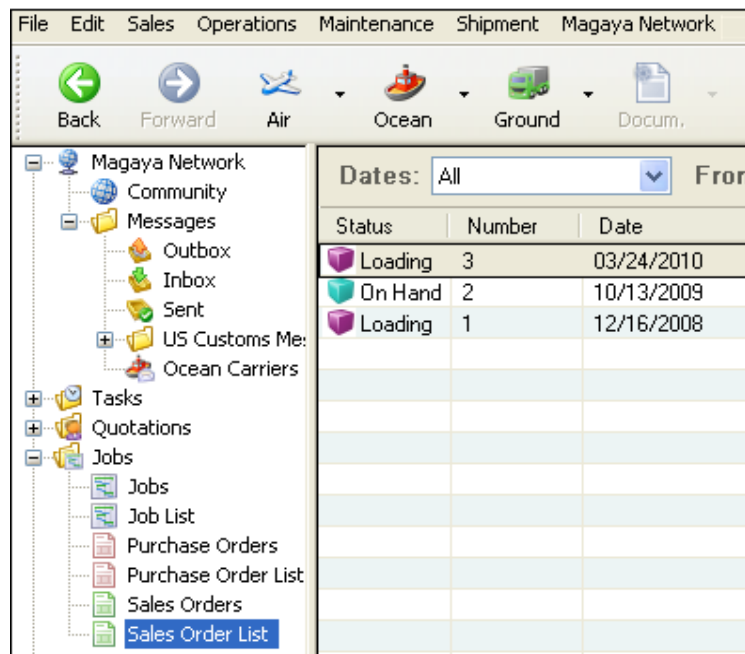 File Edit Sales Operations Maintenance Shipment Magaya Network
Back Forward Air Ocean Ground Docum.
Magaya Network
Community
Messages
Outbox
Inbox
Sent
US Customs Me
Ocean Carriers
Tasks
Quotations
Jobs
Jobs
Job List
Purchase Orders
Purchase Order List
Sales Orders
Sales Order List
Dates: All From
Status Number Date
Loading 3 03/24/2010
On Hand 2 10/13/2009
Loading 1 12/16/2008